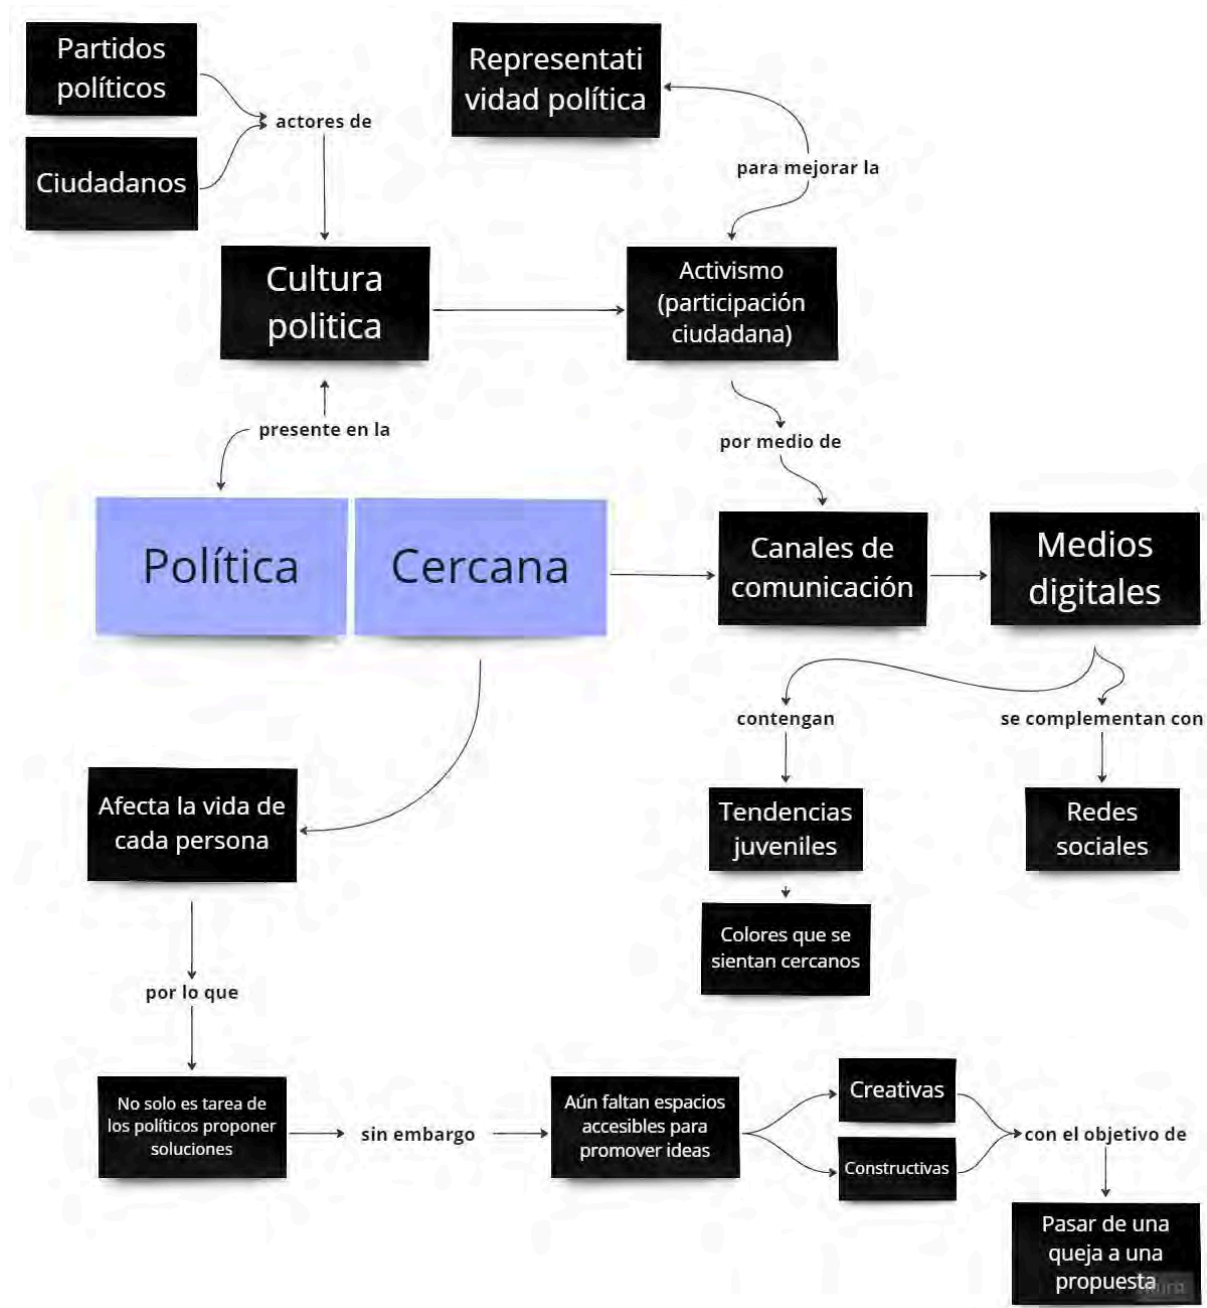 Partidos
políticos
Representati
vidad política
actores de
Ciudadanos
para mejorar la
Cultura
politica
Activismo
(participación
ciudadana)
presente en la
por medio de
Política
Cercana
Canales de
comunicación
Medios
digitales
contengan
se complementan con
Afecta la vida de
cada persona
Tendencias
juveniles
Redes
sociales
Colores que se
sientan cercanos
por lo que
No solo es tarea de
los políticos proponer
soluciones
sin embargo
Aún faltan espacios
accesibles para
promover ideas
Creativas
Constructivas
con el objetivo de
Pasar de una
queja a una
propuesta